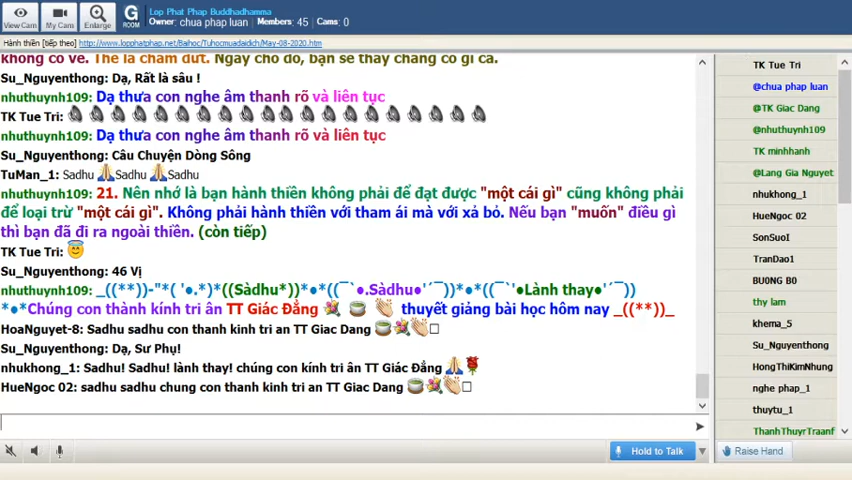 View Cam
My Cams
Enlarge
G
ROOM
Lop Phat Phap Buddhadhamma
Owner: chua phap luan Members: 45 Cams: 0
Hành thiền [tiếp theo] http://www.lopphatphap.net/Baihoc/Tuhocmuadaidich/May-08-2020.htm
không có vẻ. Thế là chấm dứt. Ngay chỗ đó, bạn sẽ thấy chẳng có gì cả.
Su_Nguyenthong: Dạ, Rất là sâu !
nhuthuynh109: Dạ thưa con nghe âm thanh rõ và liên tục
TK Tue Tri:
nhuthuynh109: Dạ thưa con nghe âm thanh rõ và liên tục
Su_Nguyenthong: Câu Chuyện Dòng Sông
TuMan_1: Sadhu 🙏Sadhu 🙏Sadhu
nhuthuynh109: 21. Nên nhớ là bạn hành thiền không phải để đạt được "một cái gì" cũng không phải
để loại trừ "một cái gì". Không phải hành thiền với tham ái mà với xả bỏ. Nếu bạn "muốn" điều gì
thì bạn đã đi ra ngoài thiền. (còn tiếp)
TK Tue Tri: 😇
Su_Nguyenthong: 46 Vị
nhuthuynh109: _((**))-"*( '●.*)*((Sàdhu*))*●*((¯`●.Sàdhu●'´¯))*●*((¯`'●Lành thay●'´¯))
*●*Chúng con thành kính tri ân TT Giác Đẳng 💐 🍵 👏 thuyết giảng bài học hôm nay _((**))_
HoaNguyet-8: Sadhu sadhu con thanh kinh tri an TT Giac Dang 🍵💐👏□
Su_Nguyenthong: Dạ, Sư Phụ!
nhukhong_1: Sadhu! Sadhu! lành thay! chúng con kính tri ân TT Giác Đẳng 🙏🌹
HueNgoc 02: sadhu sadhu chung con thanh kinh tri an TT Giac Dang 🍵💐👏□
Hold to Talk
Raise Hand
TK Tue Tri
@chua phap luan
@TK Giac Dang
@nhuthuynh109
TK minhhanh
@Lang Gia Nguyet
nhukhong_1
HueNgoc 02
SonSuoI
TranDao1
BU0NG B0
thy lam
khema_5
Su_Nguyenthong
HongThiKimNhung
nghe phap_1
thuytu_1
ThanhThuyrTraanf